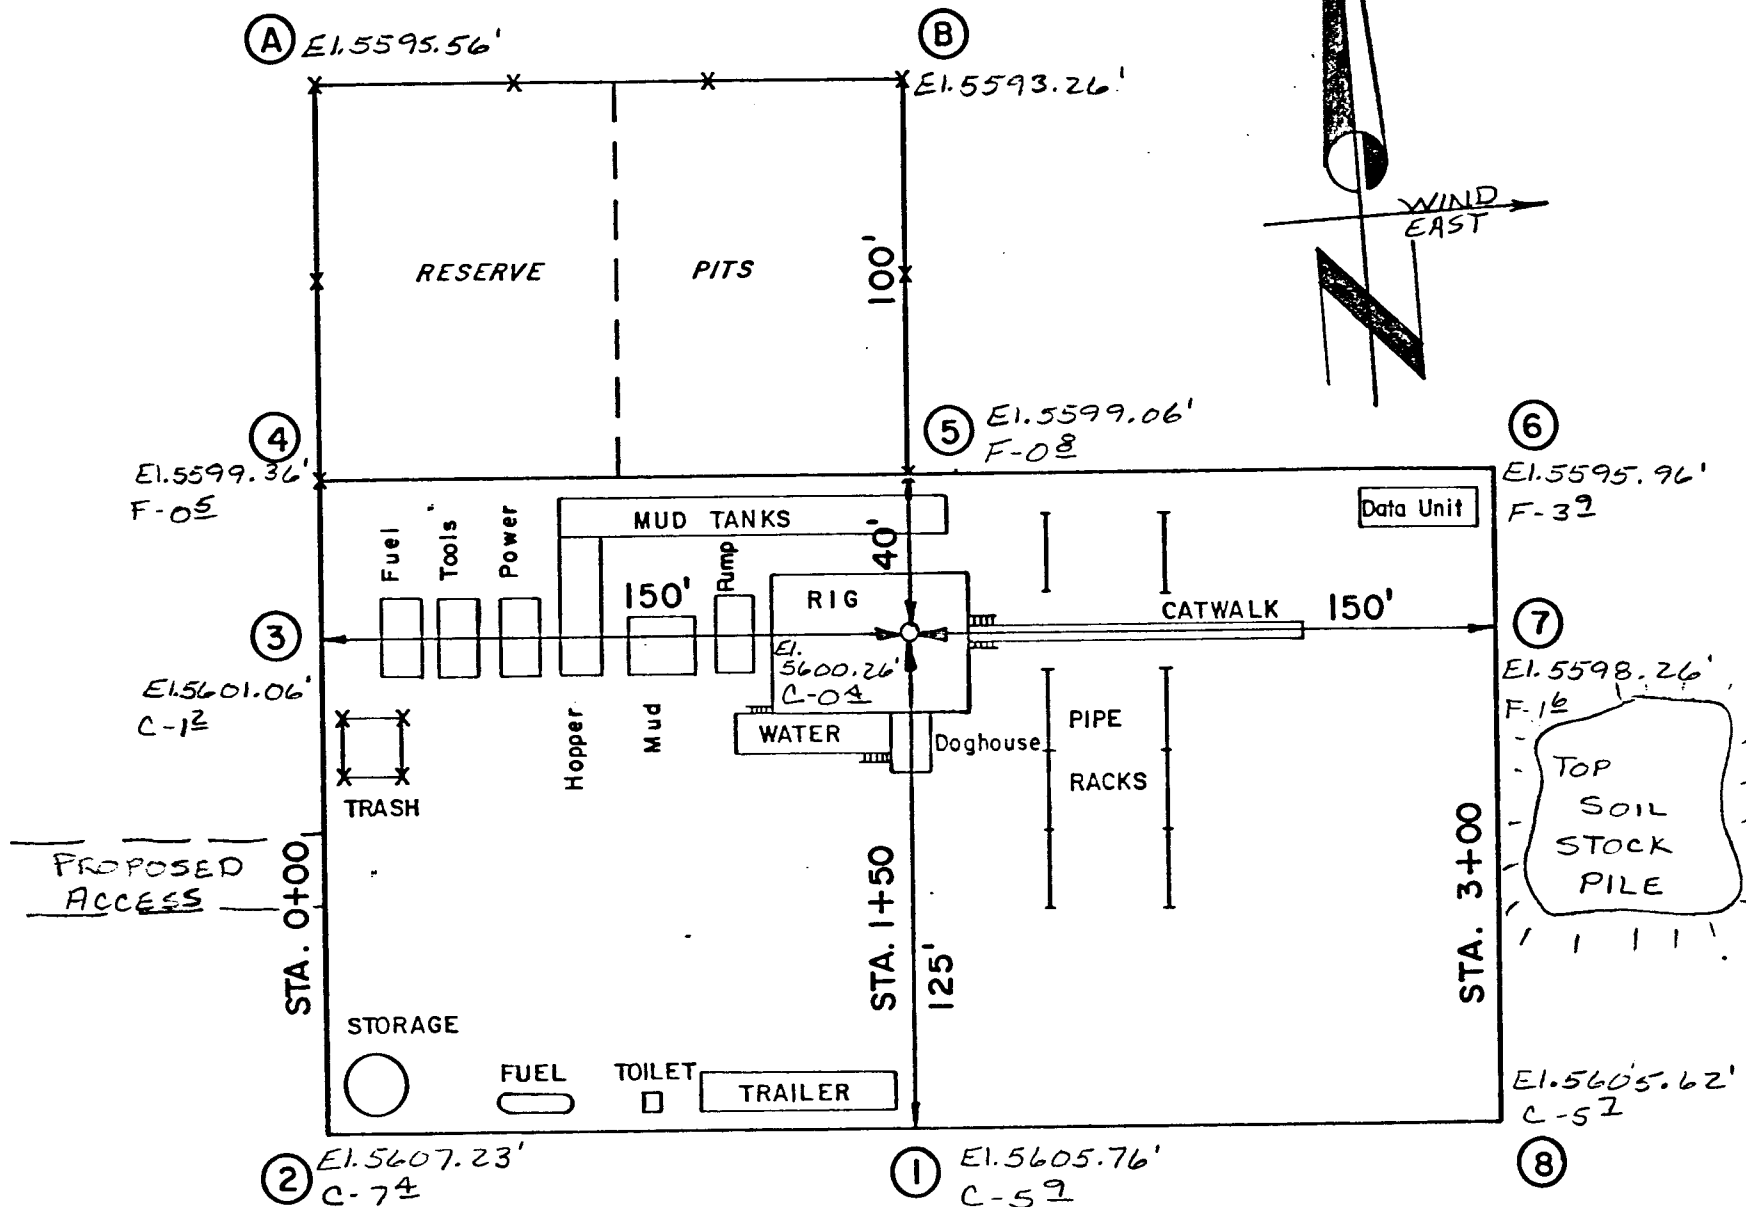 A El.5595.56'
B
El.5593.26'
WIND
EAST
RESERVE PITS
100'
4
El.5599.36'
F-0 5
5 El.5599.06'
F-0 8
6
El.5595.96'
F-3 9
Data Unit
MUD TANKS
Fuel
Tools
Power
Pump
40'
150'
RIG
CATWALK 150'
3
El.5601.06'
C-1 2
El.
5600.26'
C-0 4
7
El.5598.26'
F-1 6
Hopper
Mud
WATER
Doghouse
PIPE
RACKS
TRASH
TOP
SOIL
STOCK
PILE
PROPOSED
ACCESS
STA. 0+00
STA. 1+50
125'
STA. 3+00
STORAGE
FUEL
TOILET
TRAILER
El.5605.62'
C-5 7
2 El.5607.23'
C-7 4
1 El.5605.76'
C-5 9
8